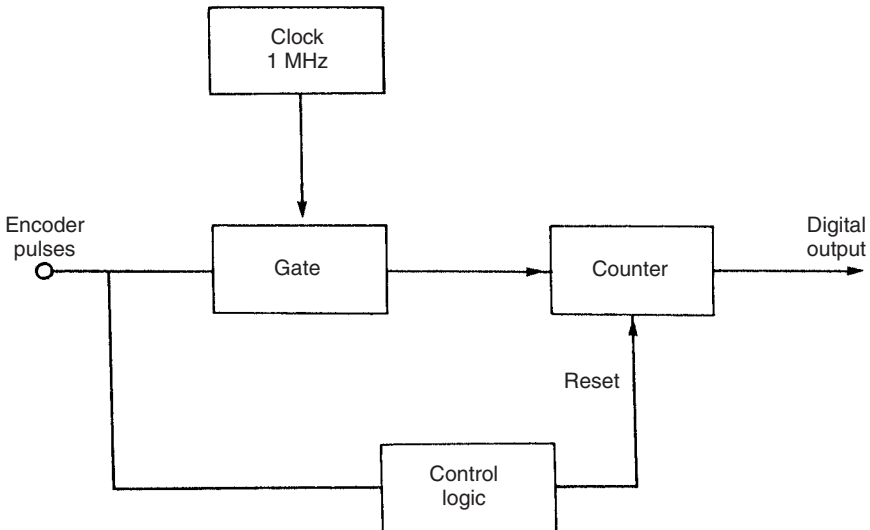 Clock
1 MHz
Encoder
pulses
Gate
Counter
Digital
output
Reset
Control
logic